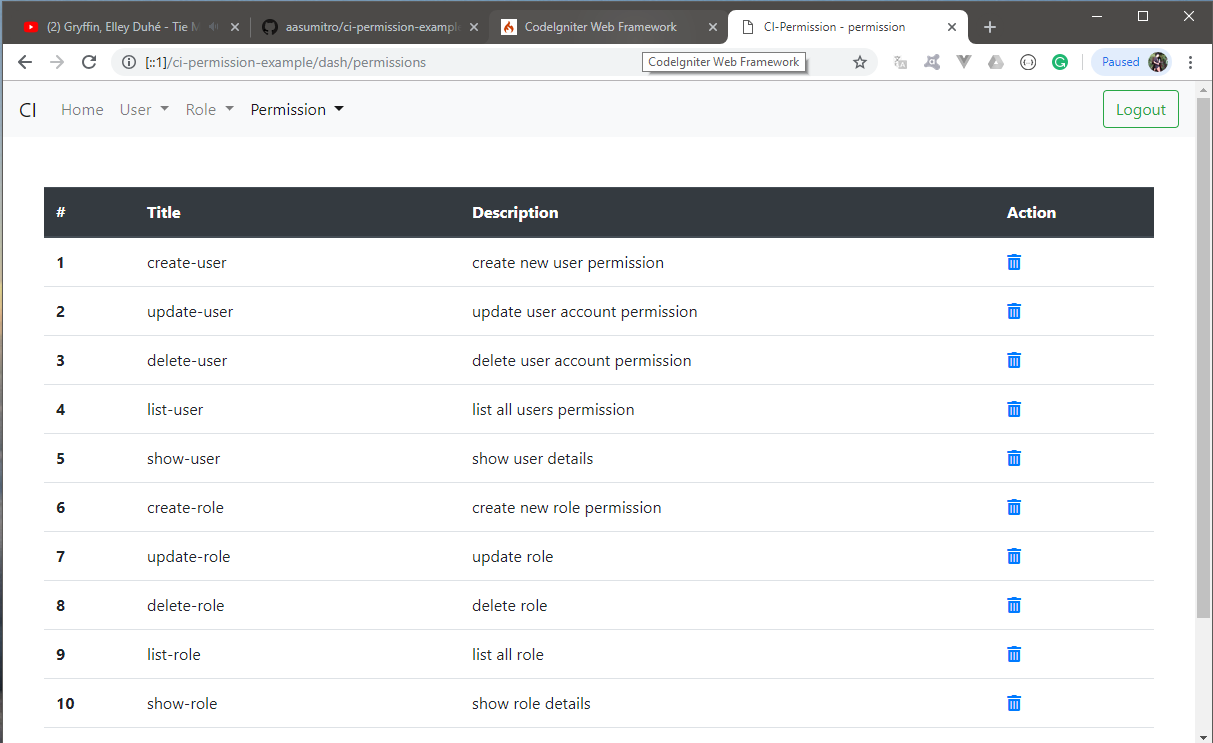 (2) Gryffin, Elley Duhé - Tie M
aasumitro/ci-permission-example
CodeIgniter Web Framework
CI-Permission - permission
[::1]/ci-permission-example/dash/permissions
CodeIgniter Web Framework
Paused
CI Home User Role Permission Logout
# Title Description Action
1 create-user create new user permission
2 update-user update user account permission
3 delete-user delete user account permission
4 list-user list all users permission
5 show-user show user details
6 create-role create new role permission
7 update-role update role
8 delete-role delete role
9 list-role list all role
10 show-role show role details